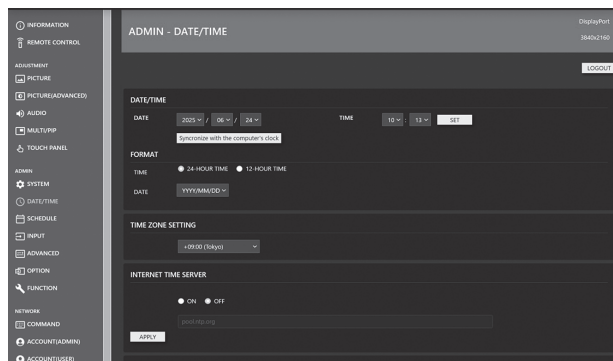 INFORMATION
REMOTE CONTROL
ADJUSTMENT
PICTURE
PICTURE(ADVANCED)
AUDIO
MULTI/PIP
TOUCH PANEL
ADMIN
SYSTEM
DATE/TIME
SCHEDULE
INPUT
ADVANCED
OPTION
FUNCTION
NETWORK
COMMAND
ACCOUNT(ADMIN)
ACCOUNT(USER)
ADMIN - DATE/TIME
DisplayPort
3840x2160
LOGOUT
DATE/TIME
DATE 2025 / 06 / 24 TIME 10 : 13 SET
Syncronize with the computer's clock
FORMAT
TIME 24-HOUR TIME 12-HOUR TIME
DATE YYYY/MM/DD
TIME ZONE SETTING
+09:00 (Tokyo)
INTERNET TIME SERVER
ON OFF
pool.ntp.org
APPLY